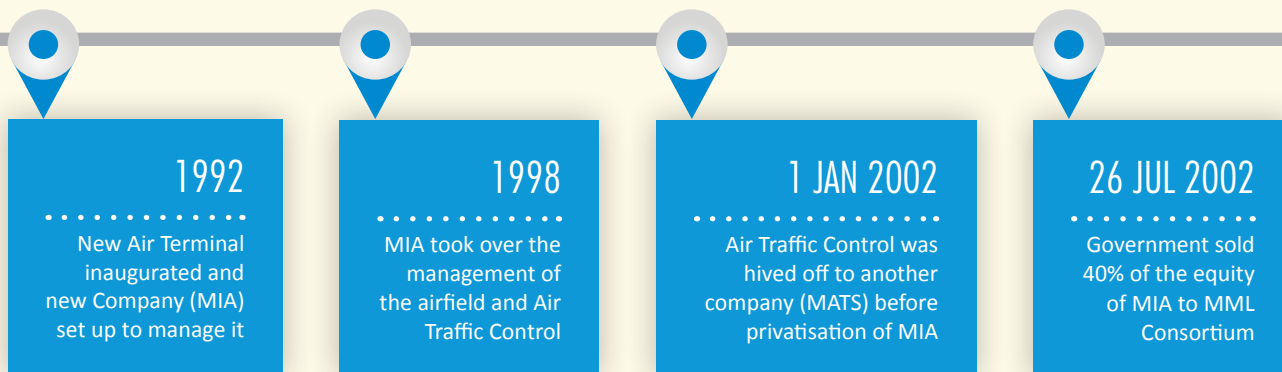 1992
New Air Terminal
inaugurated and
new Company (MIA)
set up to manage it
1998
MIA took over the
management of
the airfield and Air
Traffic Control
1 JAN 2002
Air Traffic Control was
hived off to another
company (MATS) before
privatisation of MIA
26 JUL 2002
Government sold
40% of the equity
of MIA to MML
Consortium